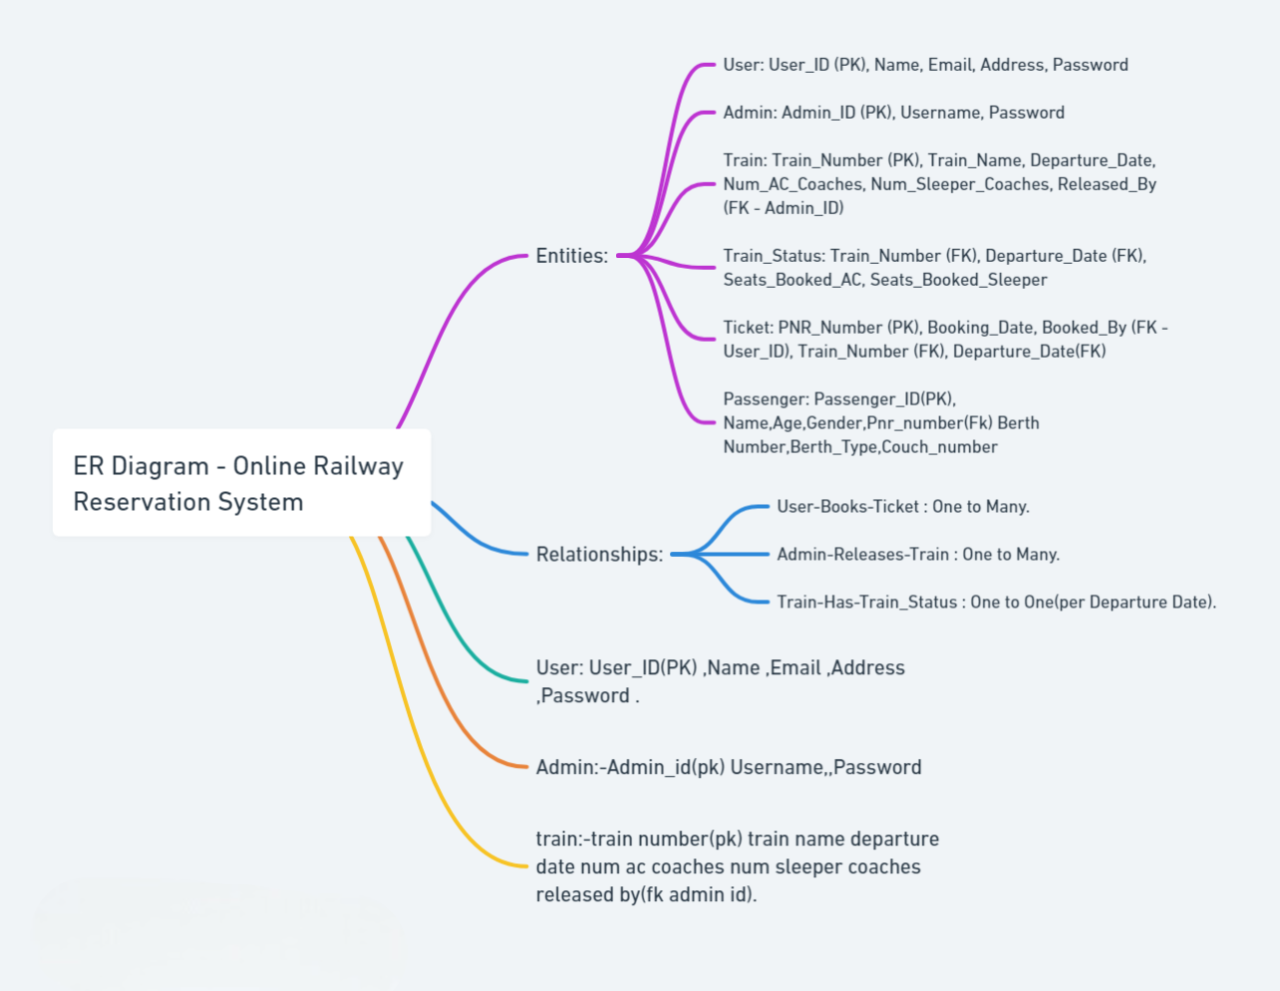 User: User_ID (PK), Name, Email, Address, Password
Admin: Admin_ID (PK), Username, Password
Train: Train_Number (PK), Train_Name, Departure_Date,
Num_AC_Coaches, Num_Sleeper_Coaches, Released_By
(FK - Admin_ID)
Entities:
Train_Status: Train_Number (FK), Departure_Date (FK),
Seats_Booked_AC, Seats_Booked_Sleeper
Ticket: PNR_Number (PK), Booking_Date, Booked_By (FK -
User_ID), Train_Number (FK), Departure_Date(FK)
Passenger: Passenger_ID(PK),
Name,Age,Gender,Pnr_number(Fk) Berth
Number,Berth_Type,Couch_number
ER Diagram - Online Railway
Reservation System
User-Books-Ticket : One to Many.
Relationships:
Admin-Releases-Train : One to Many.
Train-Has-Train_Status : One to One(per Departure Date).
User: User_ID(PK) ,Name ,Email ,Address
,Password .
Admin:-Admin_id(pk) Username,,Password
train:-train number(pk) train name departure
date num ac coaches num sleeper coaches
released by(fk admin id).